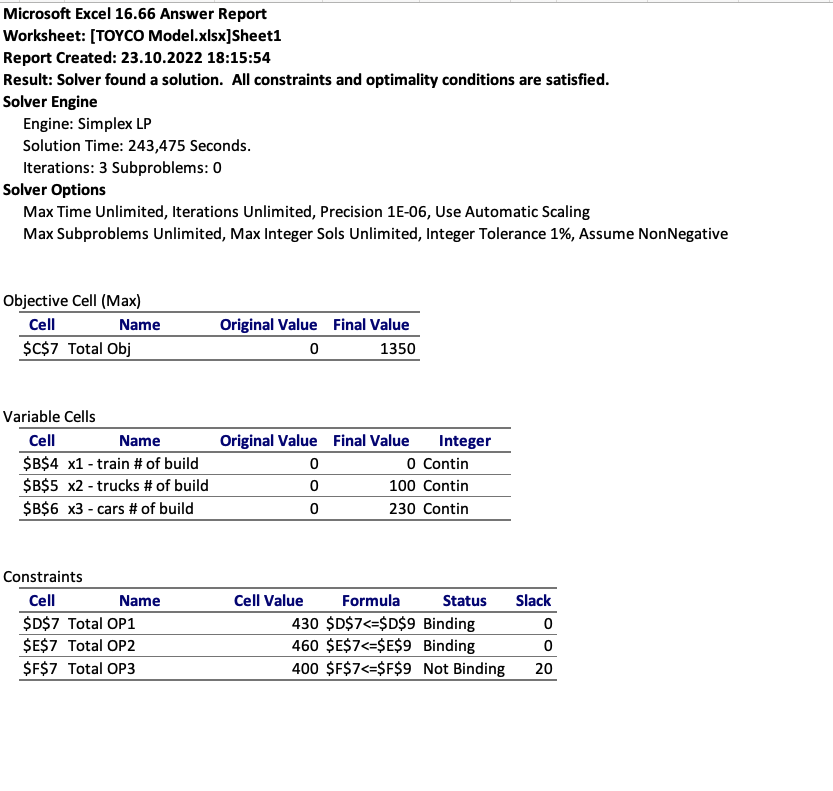 Microsoft Excel 16.66 Answer Report
Worksheet: [TOYCO Model.xlsx]Sheet1
Report Created: 23.10.2022 18:15:54
Result: Solver found a solution.  All constraints and optimality conditions are satisfied.
Solver Engine
Engine: Simplex LP
Solution Time: 243,475 Seconds.
Iterations: 3 Subproblems: 0
Solver Options
Max Time Unlimited, Iterations Unlimited, Precision 1E-06, Use Automatic Scaling
Max Subproblems Unlimited, Max Integer Sols Unlimited, Integer Tolerance 1%, Assume NonNegative
Objective Cell (Max)
Cell Name Original Value Final Value
$C$7 Total Obj 0 1350
Variable Cells
Cell Name Original Value Final Value Integer
$B$4 x1 - train # of build 0 0 Contin
$B$5 x2 - trucks # of build 0 100 Contin
$B$6 x3 - cars # of build 0 230 Contin
Constraints
Cell Name Cell Value Formula Status Slack
$D$7 Total OP1 430 $D$7<=$D$9 Binding 0
$E$7 Total OP2 460 $E$7<=$E$9 Binding 0
$F$7 Total OP3 400 $F$7<=$F$9 Not Binding 20